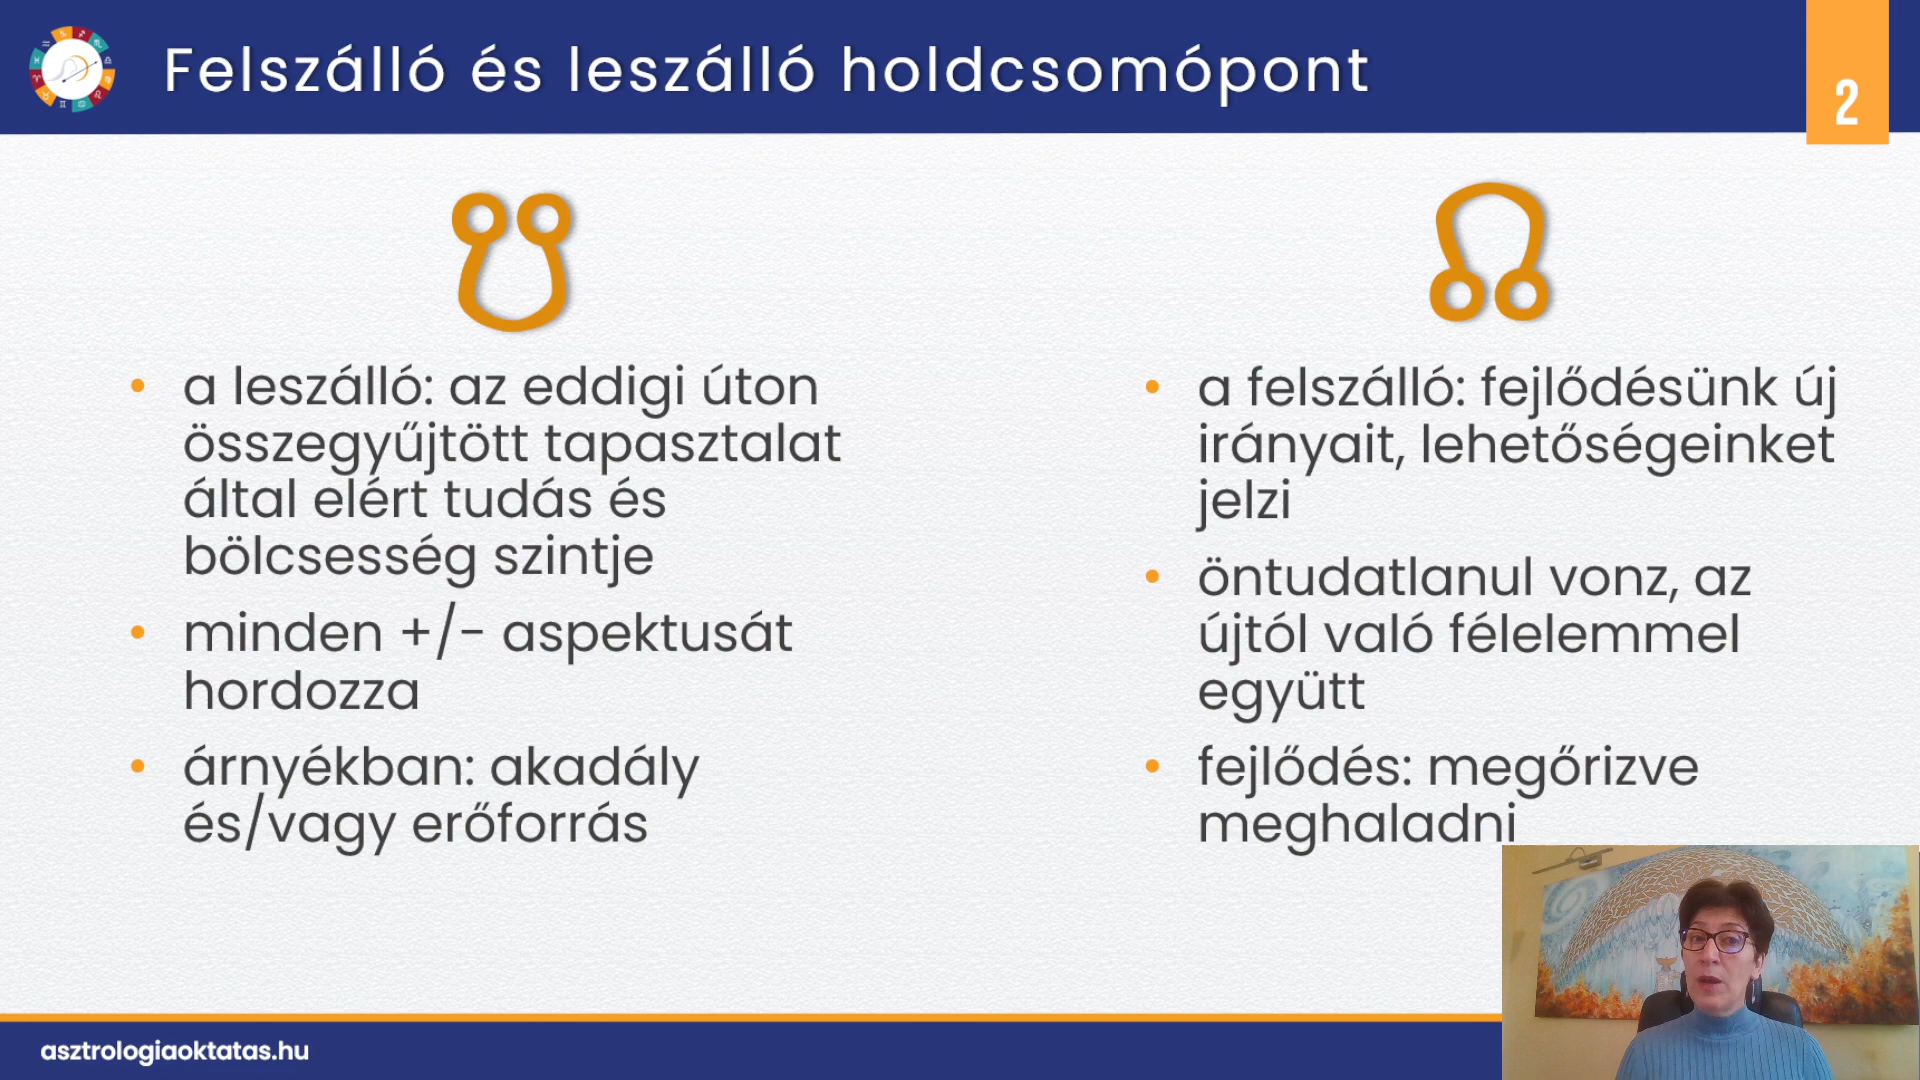 Felszálló és leszálló holdcsomópont
2
a leszálló: az eddigi úton
összegyűjtött tapasztalat
által elért tudás és
bölcsesség szintje
minden +/- aspektusát
hordozza
árnyékban: akadály
és/vagy erőforrás
a felszálló: fejlődésünk új
irányait, lehetőségeinket
jelzi
öntudatlanul vonz, az
újtól való félelemmel
együtt
fejlődés: megőrizve
meghaladni
asztrologiaoktatas.hu